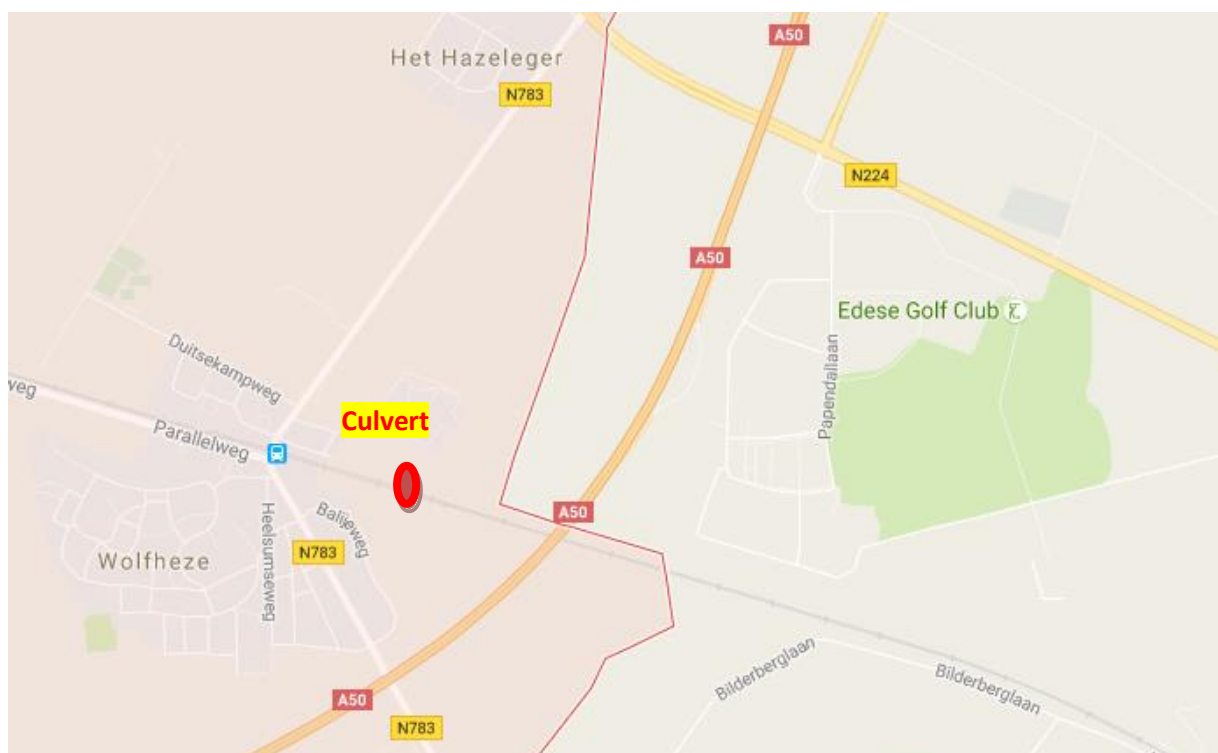 A50
Het Hazeleger
N783
N224
A50
Edese Golf Club
Duitsekampweg
Papendallaan
weg
Culvert
Parallelweg
A50
Heelsumseweg
Balijeweg
N783
Wolfheze
Bilderberglaan
Bilderberglaan
A50
N783